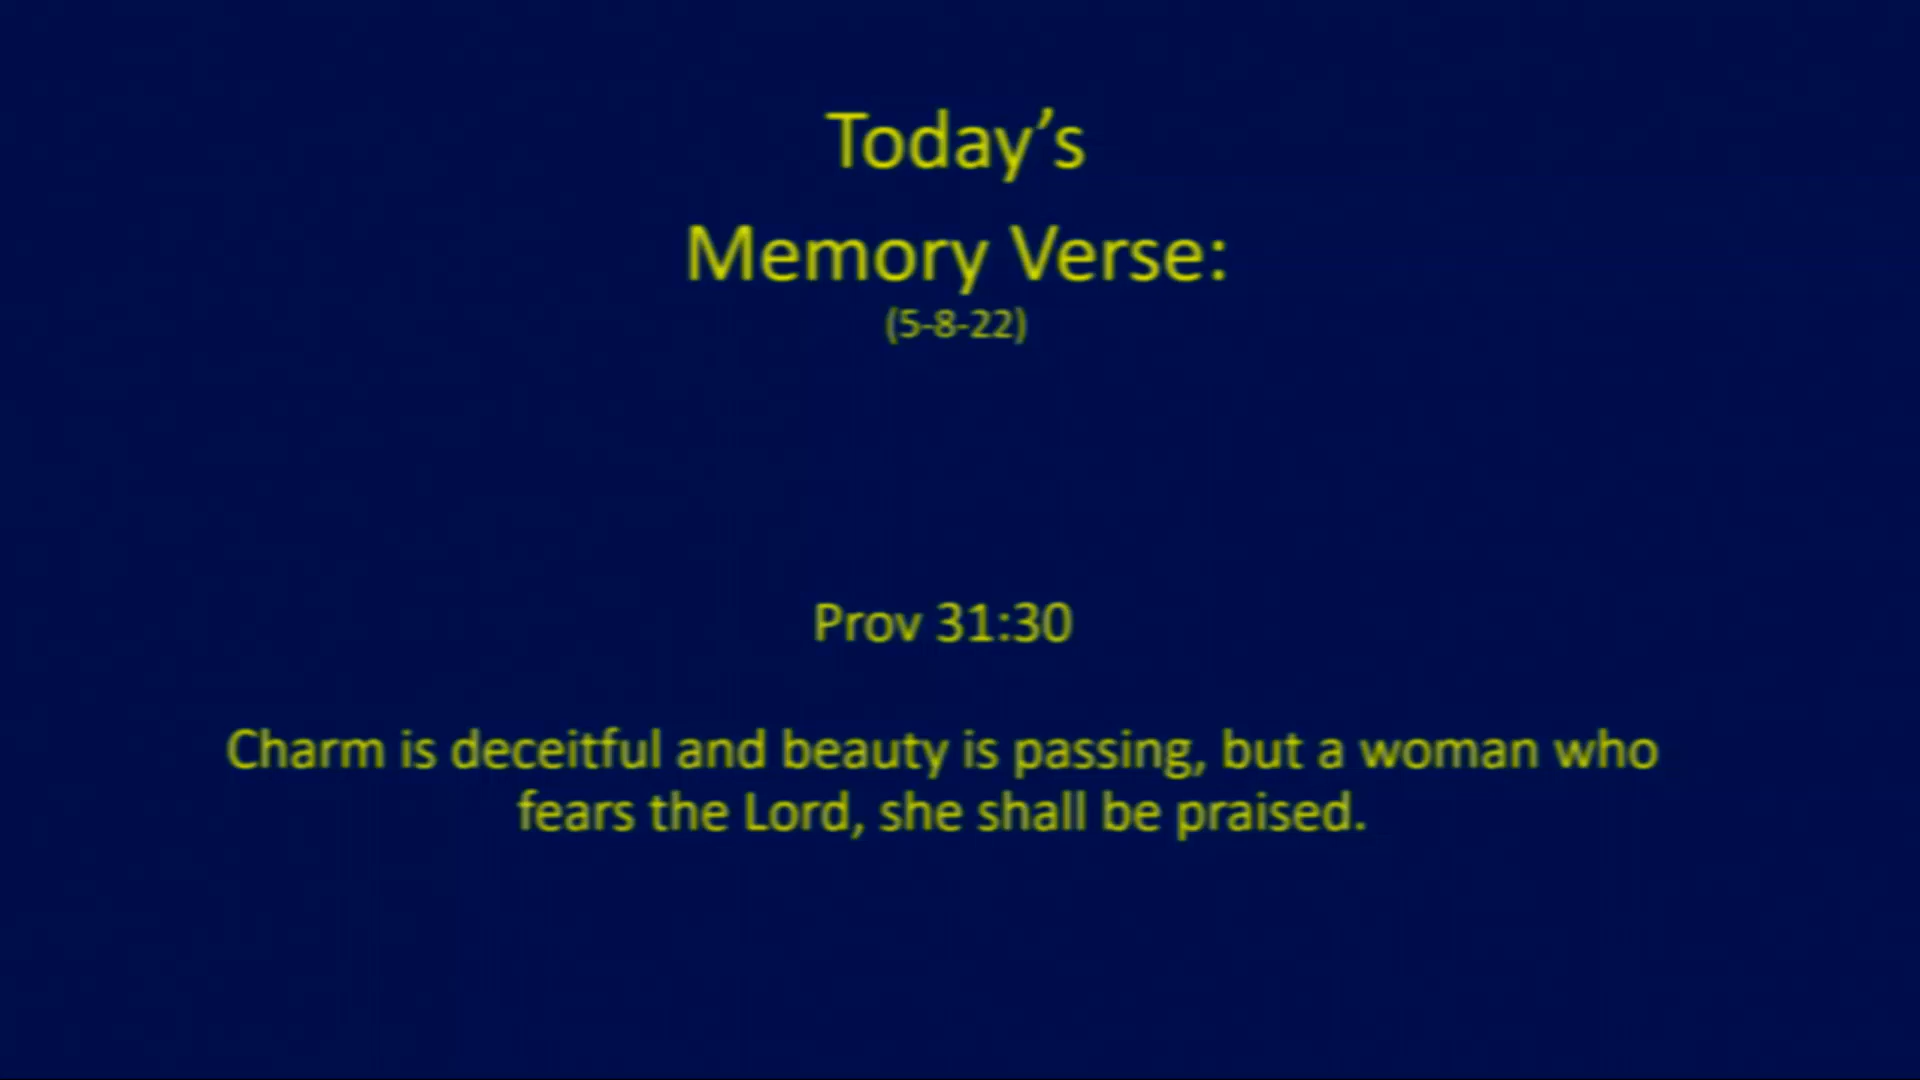 Today’s
Memory Verse:
(5-8-22)
Prov 31:30
Charm is deceitful and beauty is passing, but a woman who
fears the Lord, she shall be praised.